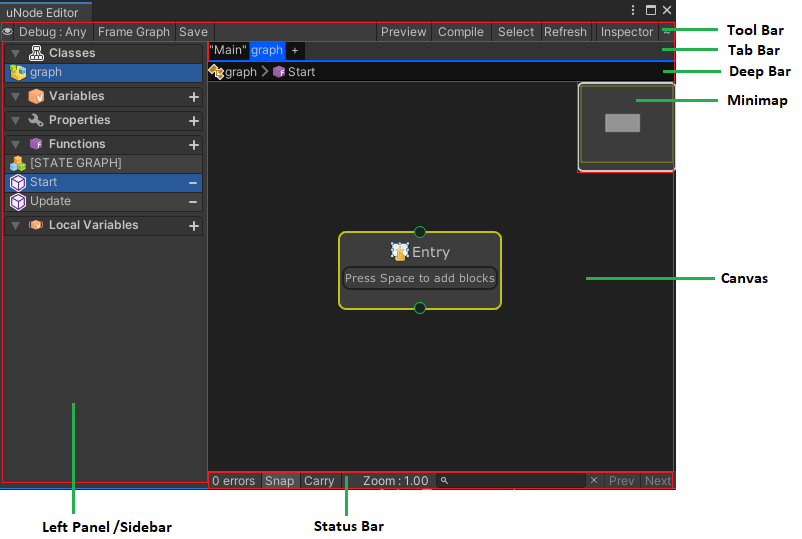 uNode Editor
Debug : Any Frame Graph Save Preview Compile Select Refresh Inspector
Tool Bar
Classes
graph
Variables
Properties
Functions
[STATE GRAPH]
Start
Update
Local Variables
"Main" graph +
Tab Bar
graph Start
Deep Bar
Minimap
Entry
Press Space to add blocks
Canvas
0 errors Snap Carry Zoom : 1.00 Prev Next
Left Panel /Sidebar
Status Bar